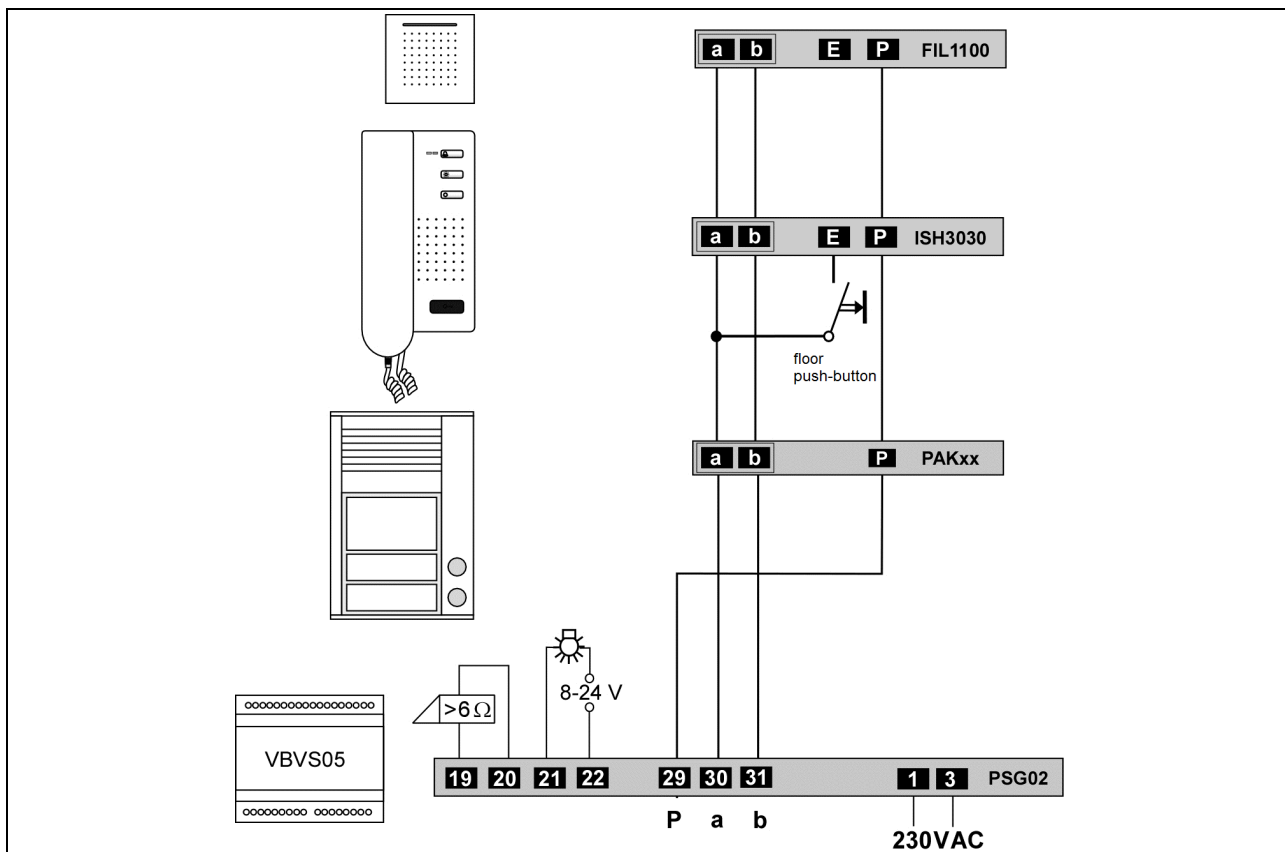 a b E P FIL1100
a b E P ISH3030
floor
push-button
a b P PAKxx
8-24 V
>6 Ω
VBVS05
19 20 21 22 29 30 31 1 3 PSG02
P a b
230VAC